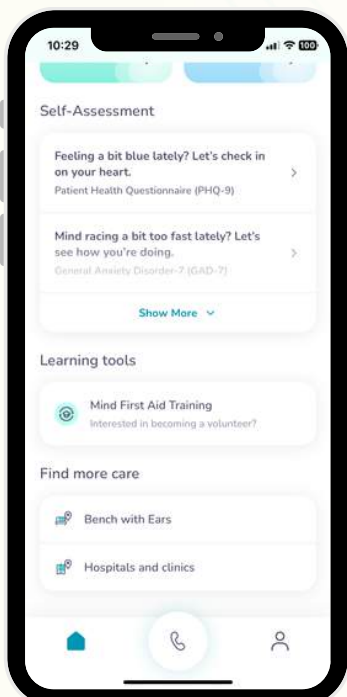 10:29
100
Self-Assessment
Feeling a bit blue lately? Let's check in
on your heart.
Patient Health Questionnaire (PHQ-9)
Mind racing a bit too fast lately? Let's
see how you're doing.
General Anxiety Disorder-7 (GAD-7)
Show More
Learning tools
Mind First Aid Training
Interested in becoming a volunteer?
Find more care
Bench with Ears
Hospitals and clinics